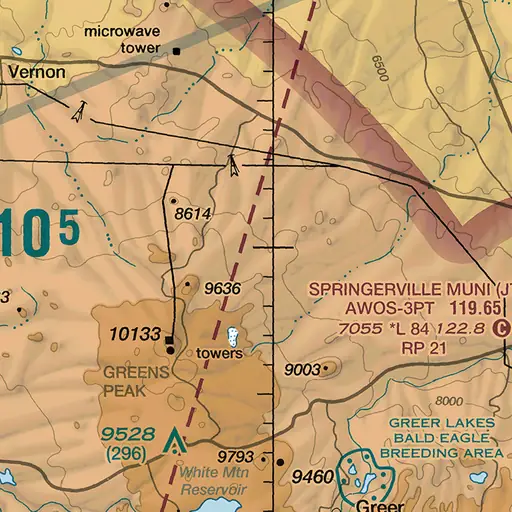 microwave
tower
Vernon
6500
8614
10⁵
9636
SPRINGERVILLE MUNI (JT
AWOS-3PT 119.65
7055 *L 84 122.8 C
RP 21
10133
towers
9003
GREENS
PEAK
8000
GREER LAKES
BALD EAGLE
BREEDING AREA
9528
(296)
9793
9460
White Mtn
Reservoir
Greer